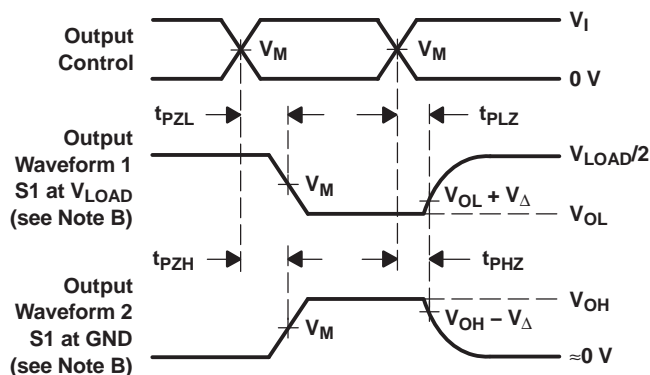 Output
Control
V_M
V_M
V_I
0 V
t_PZL
t_PLZ
Output
Waveform 1
S1 at V_LOAD
(see Note B)
V_M
V_LOAD/2
V_OL + V_Δ
V_OL
t_PZH
t_PHZ
Output
Waveform 2
S1 at GND
(see Note B)
V_M
V_OH
V_OH – V_Δ
≈0 V